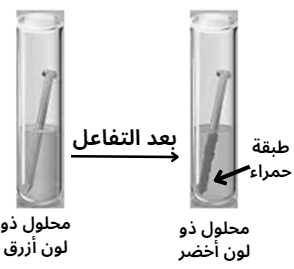 بعد التفاعل
طبقة
حمراء
محلول ذو
لون أزرق
محلول ذو
لون أخضر